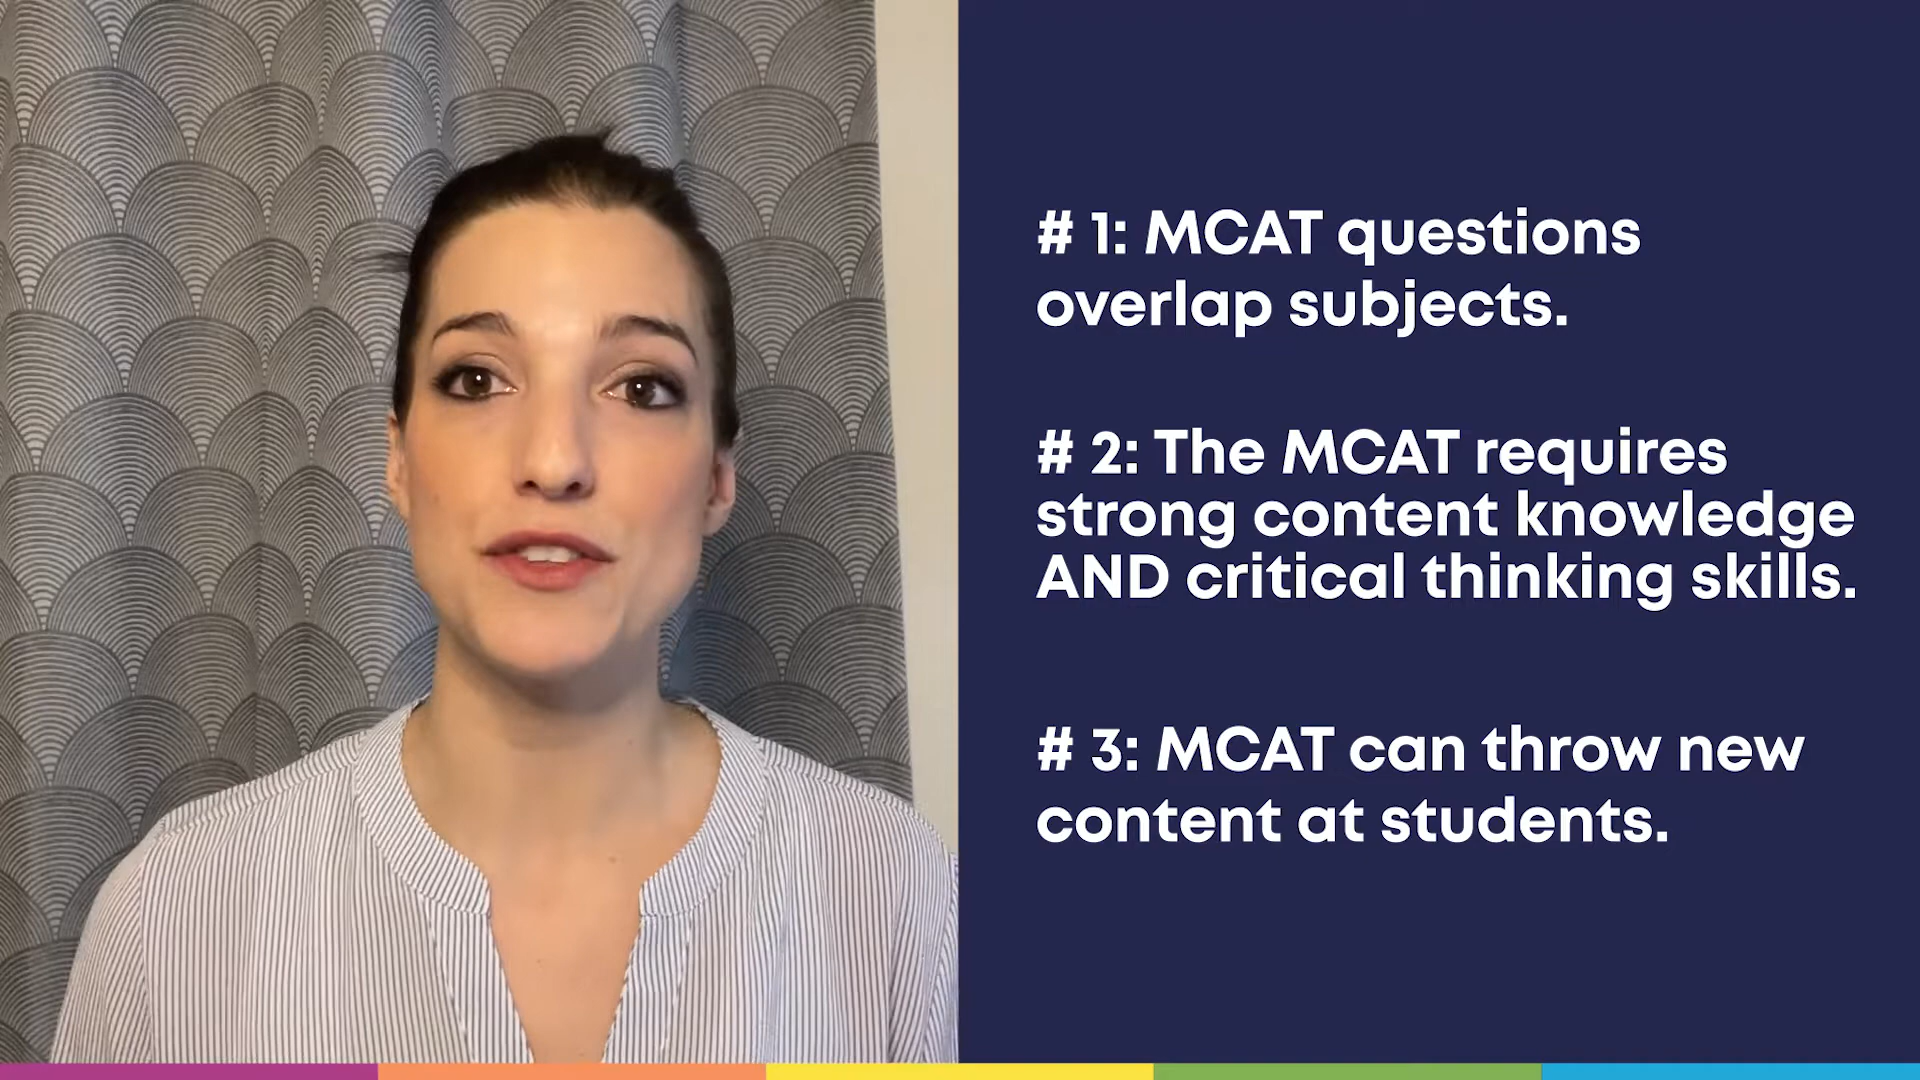 # 1: MCAT questions
overlap subjects.
# 2: The MCAT requires
strong content knowledge
AND critical thinking skills.
# 3: MCAT can throw new
content at students.